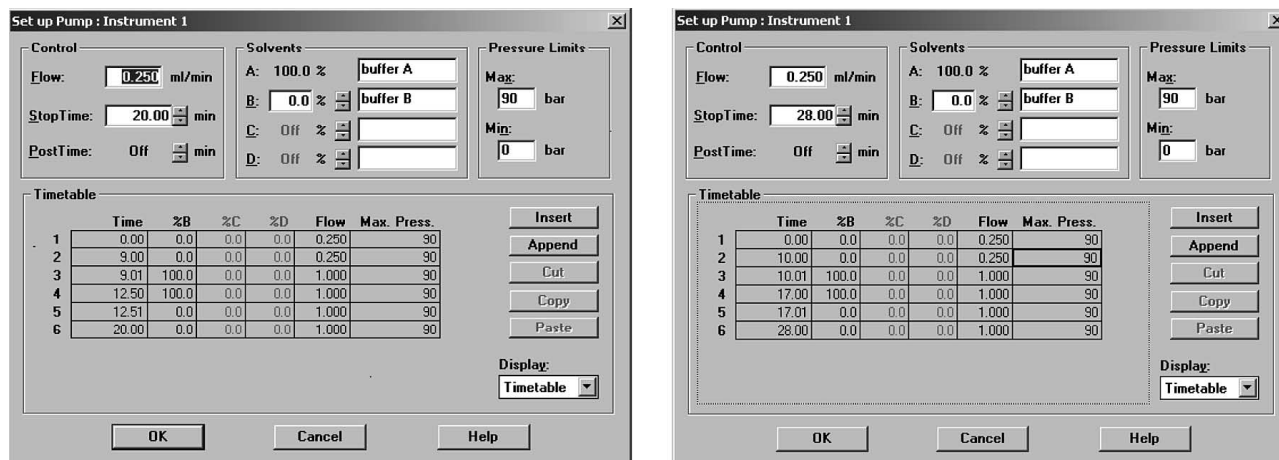 Set up Pump : Instrument 1
Control
Flow: 0.250 ml/min
StopTime: 20.00 min
PostTime: Off min
Solvents
A: 100.0 % buffer A
B: 0.0 % buffer B
C: Off %
D: Off %
Pressure Limits
Max:
90 bar
Min:
0 bar
Timetable
Time %B %C %D Flow Max. Press.
1 0.00 0.0 0.0 0.0 0.250 90
2 9.00 0.0 0.0 0.0 0.250 90
3 9.01 100.0 0.0 0.0 1.000 90
4 12.50 100.0 0.0 0.0 1.000 90
5 12.51 0.0 0.0 0.0 1.000 90
6 20.00 0.0 0.0 0.0 1.000 90
Insert
Append
Cut
Copy
Paste
Display:
Timetable
OK Cancel Help
Set up Pump : Instrument 1
Control
Flow: 0.250 ml/min
StopTime: 28.00 min
PostTime: Off min
Solvents
A: 100.0 % buffer A
B: 0.0 % buffer B
C: Off %
D: Off %
Pressure Limits
Max:
90 bar
Min:
0 bar
Timetable
Time %B %C %D Flow Max. Press.
1 0.00 0.0 0.0 0.0 0.250 90
2 10.00 0.0 0.0 0.0 0.250 90
3 10.01 100.0 0.0 0.0 1.000 90
4 17.00 100.0 0.0 0.0 1.000 90
5 17.01 0.0 0.0 0.0 1.000 90
6 28.00 0.0 0.0 0.0 1.000 90
Insert
Append
Cut
Copy
Paste
Display:
Timetable
OK Cancel Help